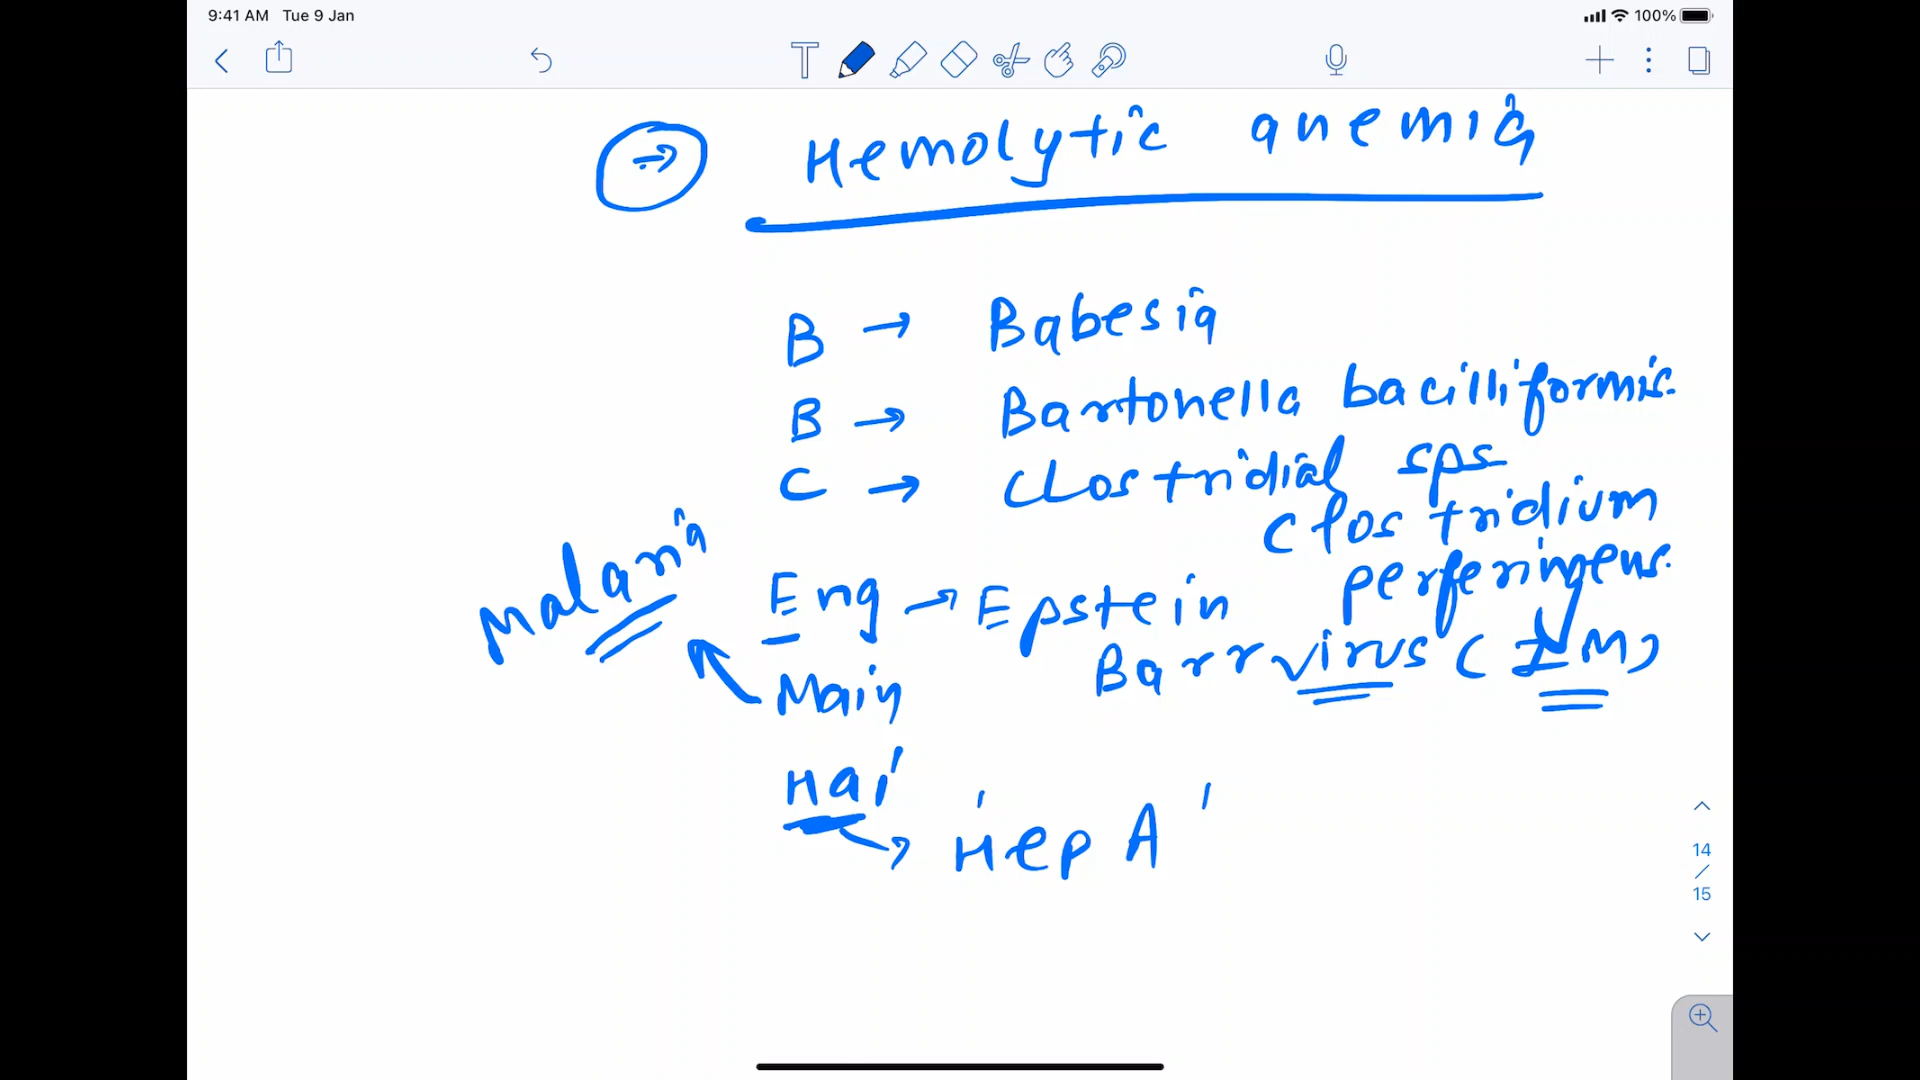 9:41 AM Tue 9 Jan
100%
→ Hemolytic anemia
B → Babesia
B → Bartonella bacilliformis.
C → Clostridial sps
Clostridium
perferingens.
Malaria
Eng → Epstein
Barr virus (IM)
Main
Hai
→ Hep A
14
/
15